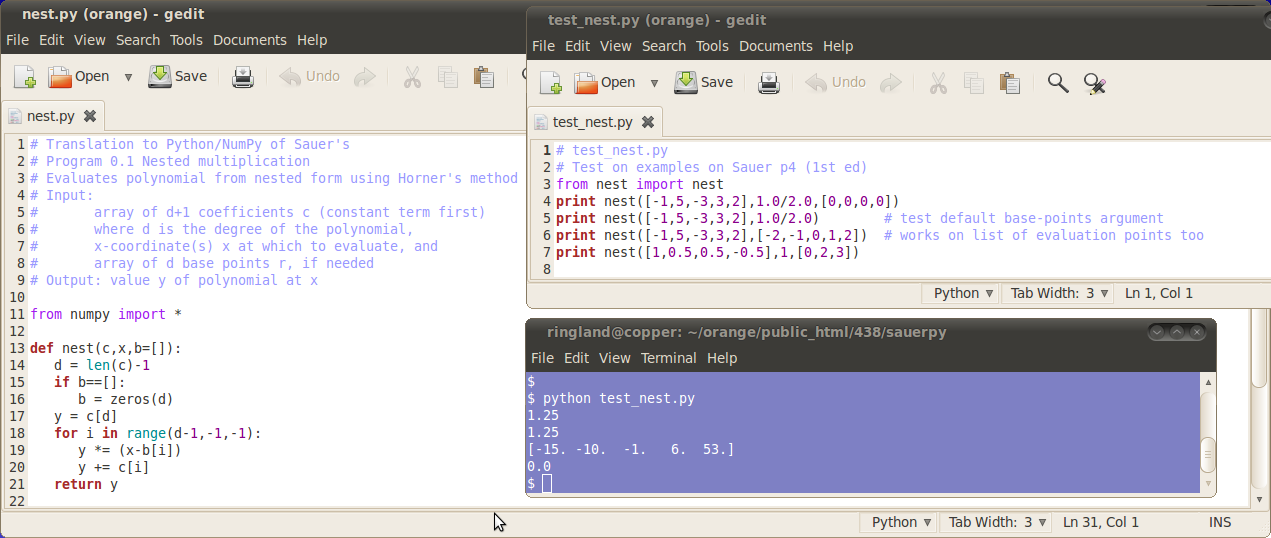 nest.py (orange) - gedit
File Edit View Search Tools Documents Help
Open Save Undo
nest.py
1 # Translation to Python/NumPy of Sauer's
2 # Program 0.1 Nested multiplication
3 # Evaluates polynomial from nested form using Horner's method
4 # Input:
5 #       array of d+1 coefficients c (constant term first)
6 #       where d is the degree of the polynomial,
7 #       x-coordinate(s) x at which to evaluate, and
8 #       array of d base points r, if needed
9 # Output: value y of polynomial at x
10
11 from numpy import *
12
13 def nest(c,x,b=[]):
14    d = len(c)-1
15    if b==[]:
16       b = zeros(d)
17    y = c[d]
18    for i in range(d-1,-1,-1):
19       y *= (x-b[i])
20       y += c[i]
21    return y
22
Python Tab Width: 3 Ln 31, Col 1 INS
test_nest.py (orange) - gedit
File Edit View Search Tools Documents Help
Open Save Undo
test_nest.py
1 # test_nest.py
2 # Test on examples on Sauer p4 (1st ed)
3 from nest import nest
4 print nest([-1,5,-3,3,2],1.0/2.0,[0,0,0,0])
5 print nest([-1,5,-3,3,2],1.0/2.0)        # test default base-points argument
6 print nest([-1,5,-3,3,2],[-2,-1,0,1,2])  # works on list of evaluation points too
7 print nest([1,0.5,0.5,-0.5],1,[0,2,3])
8
Python Tab Width: 3 Ln 1, Col 1
ringland@copper: ~/orange/public_html/438/sauerpy
File Edit View Terminal Help
$
$ python test_nest.py
1.25
1.25
[-15. -10.  -1.   6.  53.]
0.0
$